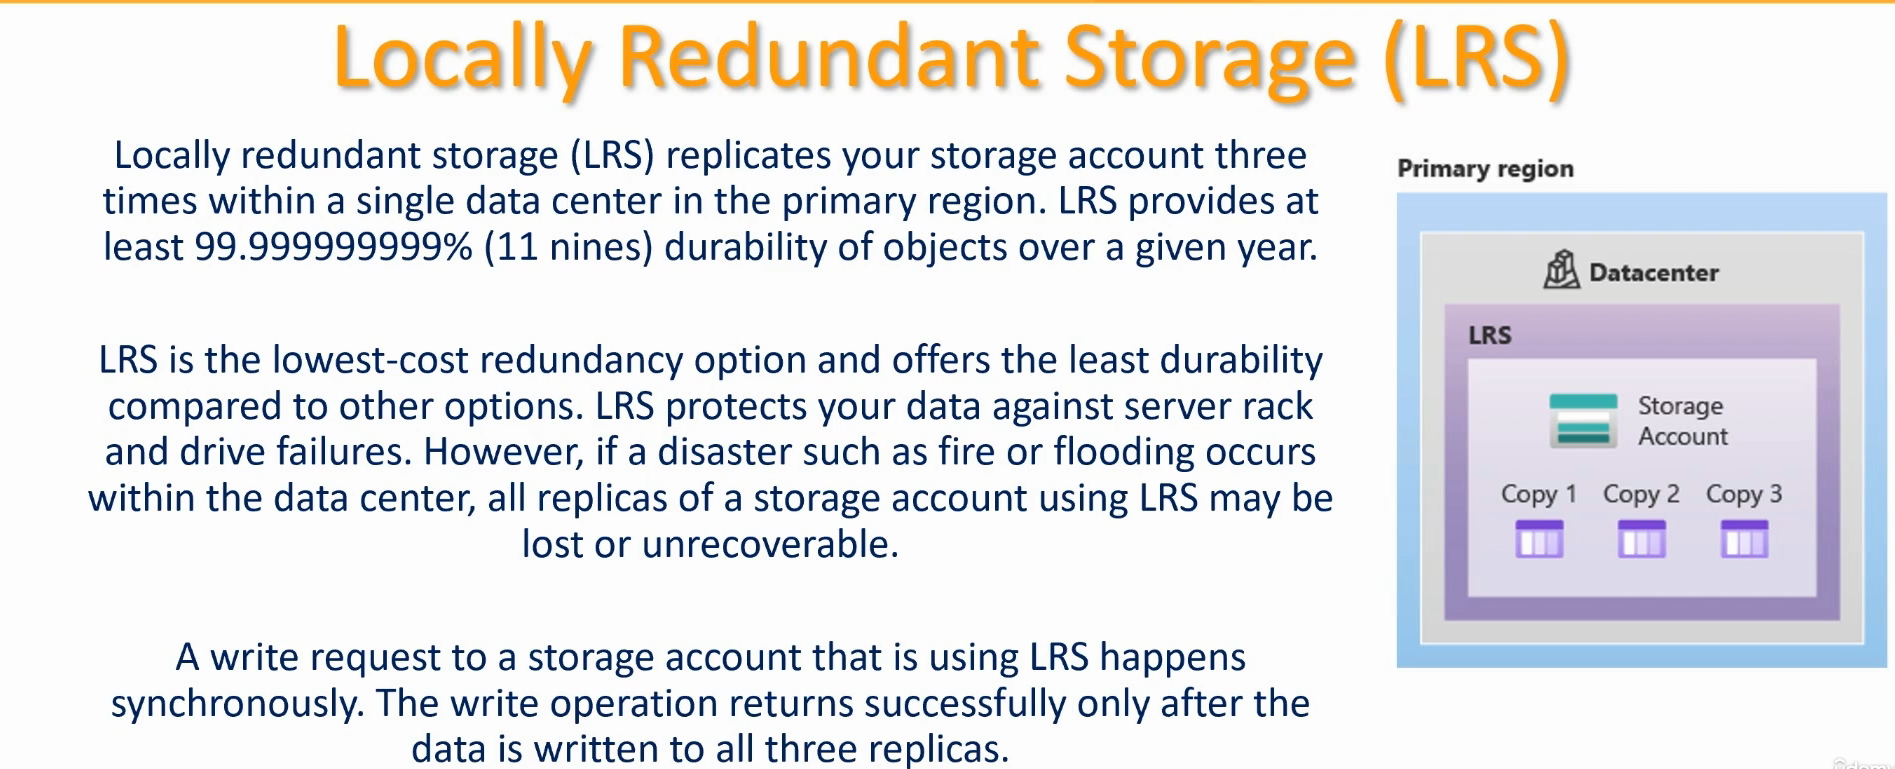 Locally Redundant Storage (LRS)
Locally redundant storage (LRS) replicates your storage account three
times within a single data center in the primary region. LRS provides at
least 99.999999999% (11 nines) durability of objects over a given year.
LRS is the lowest-cost redundancy option and offers the least durability
compared to other options. LRS protects your data against server rack
and drive failures. However, if a disaster such as fire or flooding occurs
within the data center, all replicas of a storage account using LRS may be
lost or unrecoverable.
A write request to a storage account that is using LRS happens
synchronously. The write operation returns successfully only after the
data is written to all three replicas.
Primary region
Datacenter
LRS
Storage
Account
Copy 1 Copy 2 Copy 3